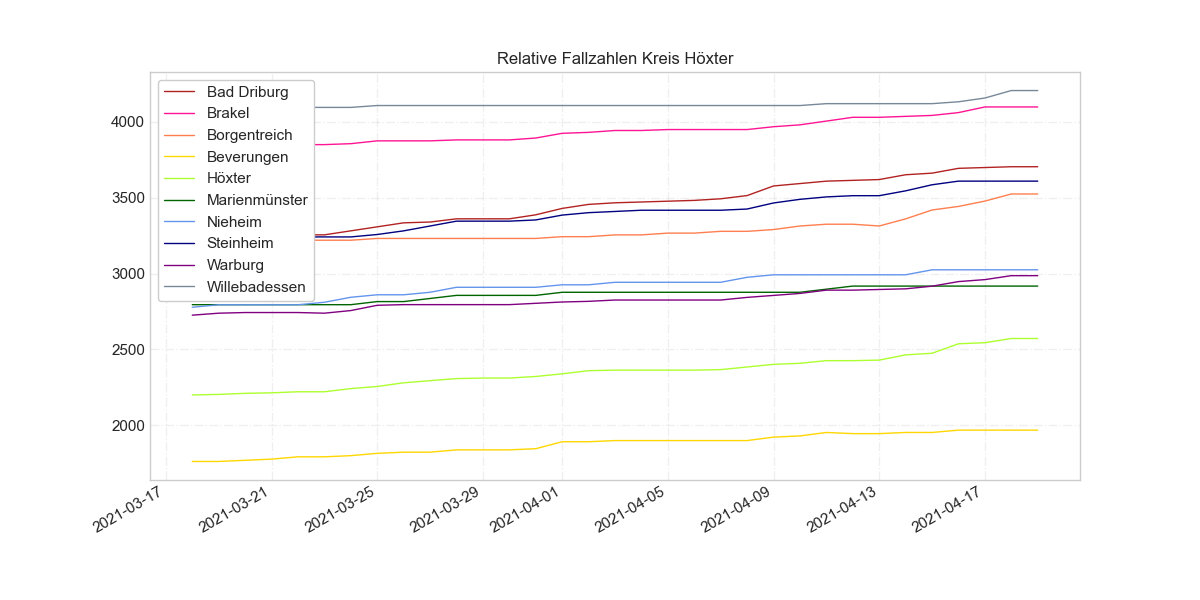 Relative Fallzahlen Kreis Höxter
Bad Driburg
Brakel
Borgentreich
Beverungen
Höxter
Marienmünster
Nieheim
Steinheim
Warburg
Willebadessen
4000
3500
3000
2500
2000
2021-03-17
2021-03-21
2021-03-25
2021-03-29
2021-04-01
2021-04-05
2021-04-09
2021-04-13
2021-04-17